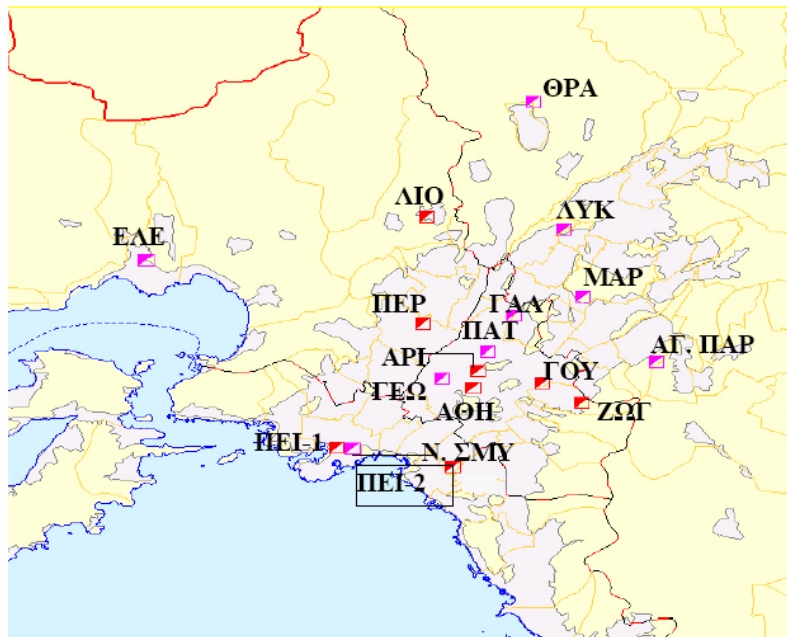 ΘΡΑ
ΛΙΟ
ΛΥΚ
ΕΛΕ
ΜΑΡ
ΠΕΡ
ΓΑΛ
ΠΑΤ
ΑΡΙ
ΑΓ. ΠΑΡ
ΓΟΥ
ΓΕΩ
ΑΘΗ
ΖΩΓ
ΠΕΙ-1
Ν. ΣΜΥ
ΠΕΙ-2